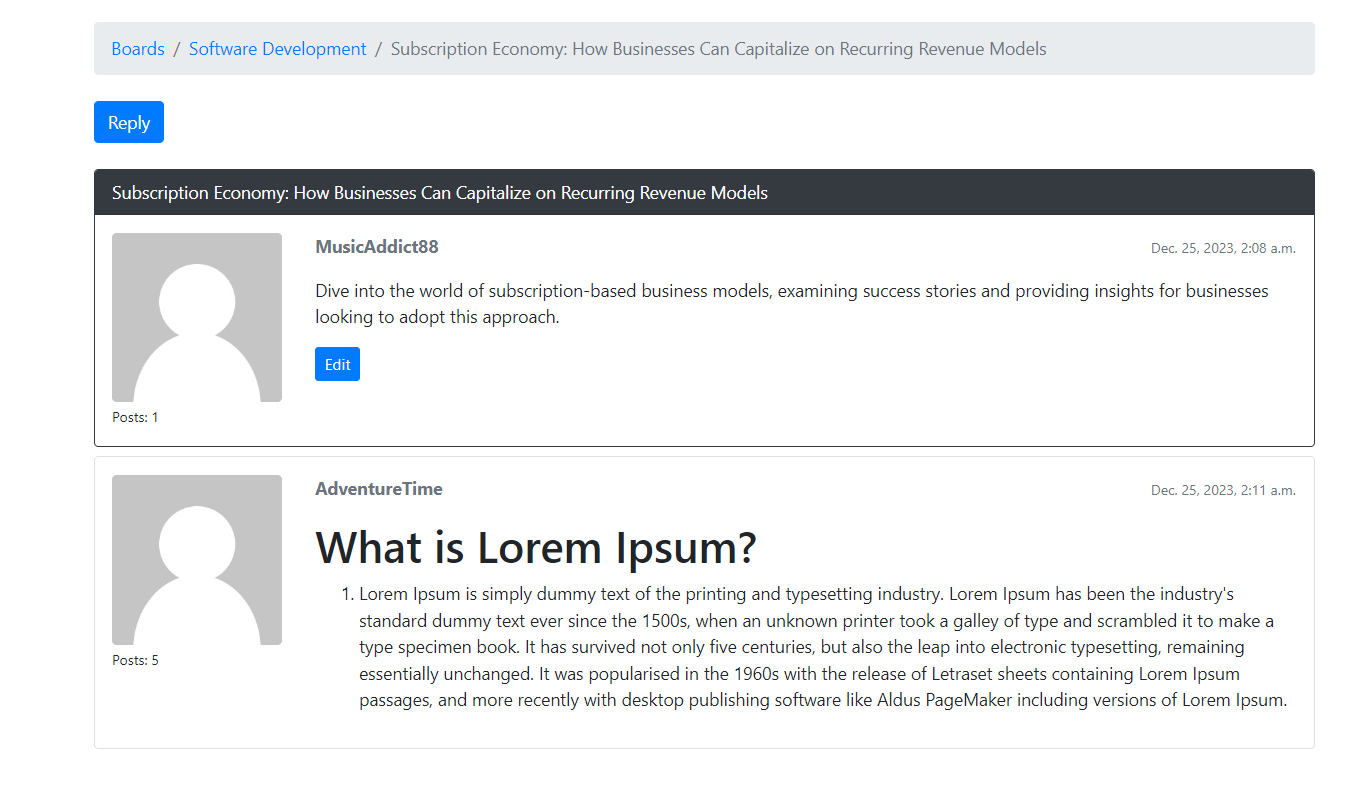 Boards / Software Development / Subscription Economy: How Businesses Can Capitalize on Recurring Revenue Models
Reply
Subscription Economy: How Businesses Can Capitalize on Recurring Revenue Models
MusicAddict88 Dec. 25, 2023, 2:08 a.m.
Dive into the world of subscription-based business models, examining success stories and providing insights for businesses
looking to adopt this approach.
Edit
Posts: 1
AdventureTime Dec. 25, 2023, 2:11 a.m.
What is Lorem Ipsum?
1. Lorem Ipsum is simply dummy text of the printing and typesetting industry. Lorem Ipsum has been the industry's
standard dummy text ever since the 1500s, when an unknown printer took a galley of type and scrambled it to make a
type specimen book. It has survived not only five centuries, but also the leap into electronic typesetting, remaining
essentially unchanged. It was popularised in the 1960s with the release of Letraset sheets containing Lorem Ipsum
passages, and more recently with desktop publishing software like Aldus PageMaker including versions of Lorem Ipsum.
Posts: 5